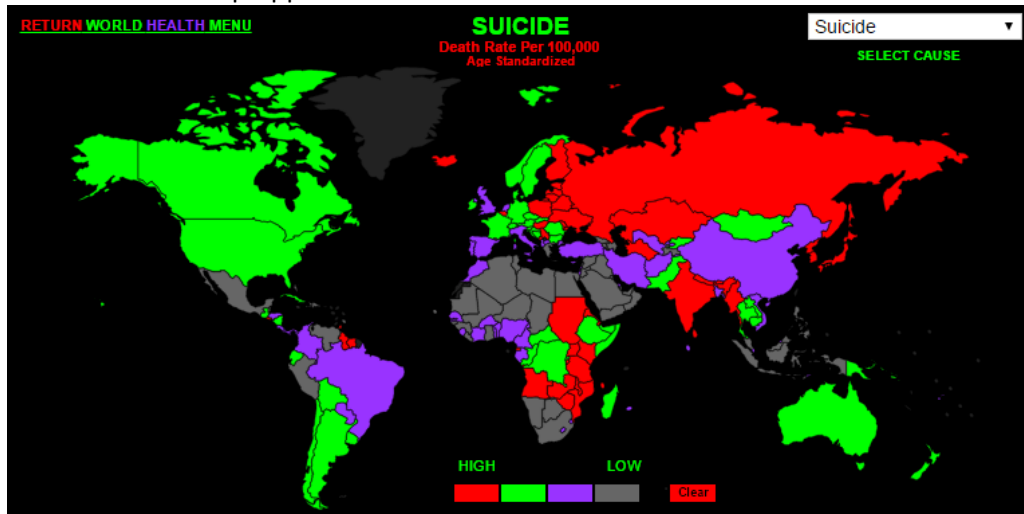 RETURN WORLD HEALTH MENU
SUICIDE
Death Rate Per 100,000
Age Standardized
Suicide
SELECT CAUSE
HIGH LOW
Clear